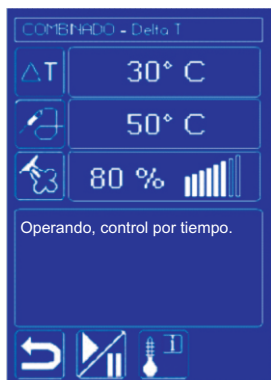 COMBINADO - Delta T
△T 30° C
50° C
80 %
Operando, control por tiempo.